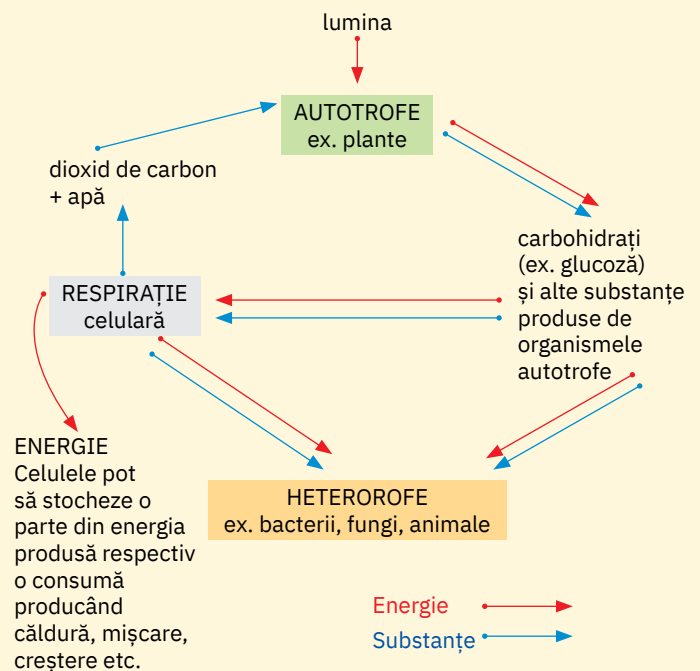 lumina
AUTOTROFE
ex. plante
dioxid de carbon
+ apă
carbohidrați
(ex. glucoză)
și alte substanțe
produse de
organismele
autotrofe
RESPIRAȚIE
celulară
ENERGIE
Celulele pot
să stocheze o
parte din energia
produsă respectiv
o consumă
producând
căldură, mișcare,
creștere etc.
HETEROROFE
ex. bacterii, fungi, animale
Energie
Substanțe